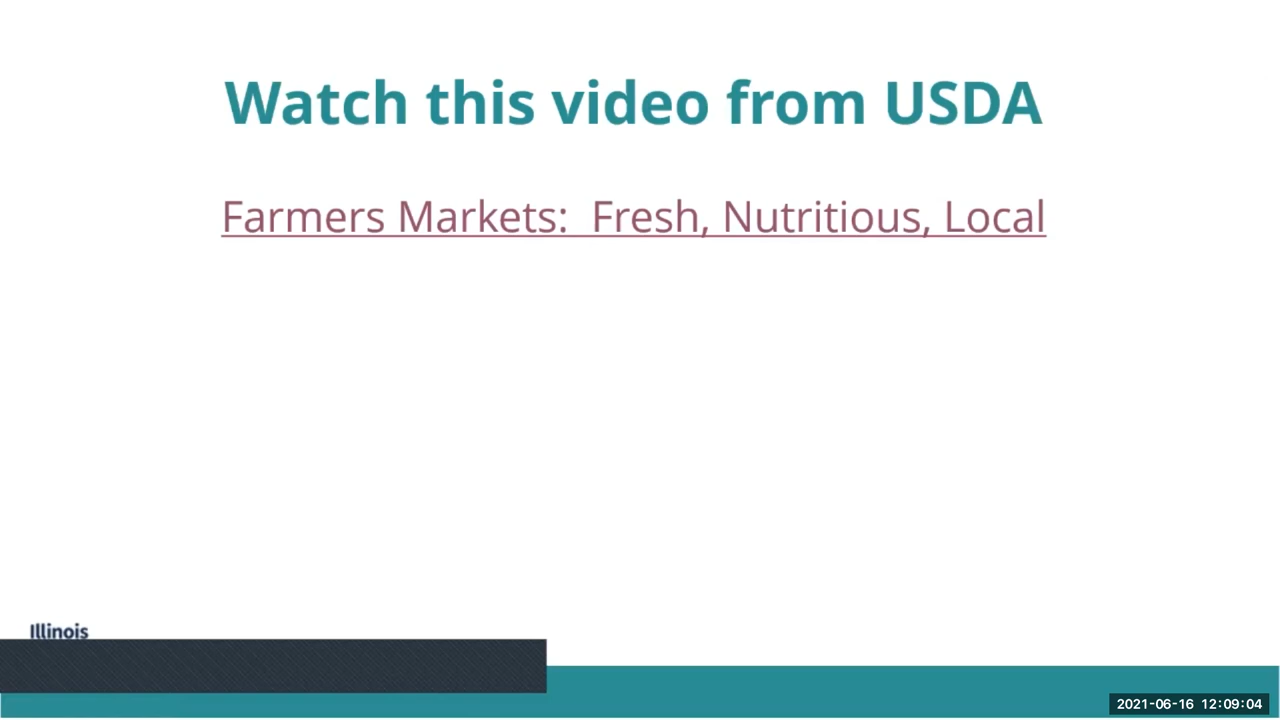 Watch this video from USDA
Farmers Markets:  Fresh, Nutritious, Local
Illinois
2021-06-16 12:09:04